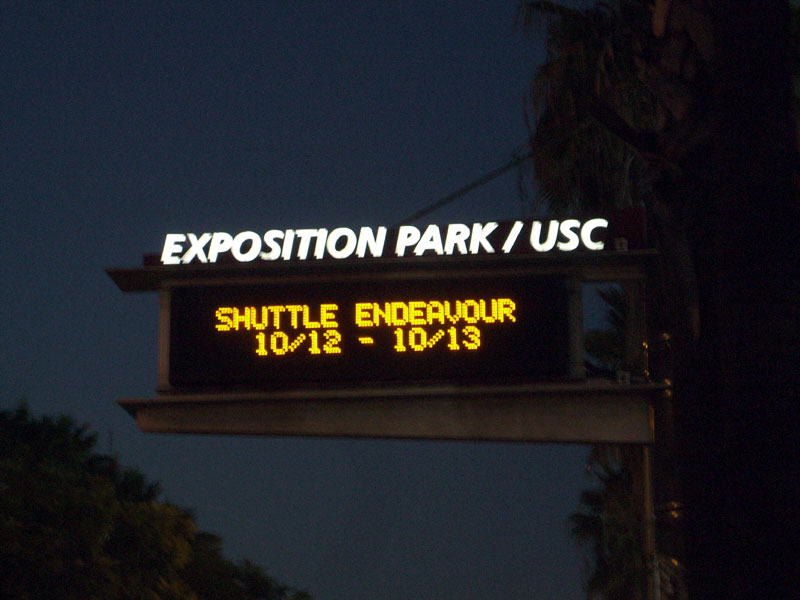 EXPOSITION PARK / USC
SHUTTLE ENDEAVOUR
10/12 - 10/13